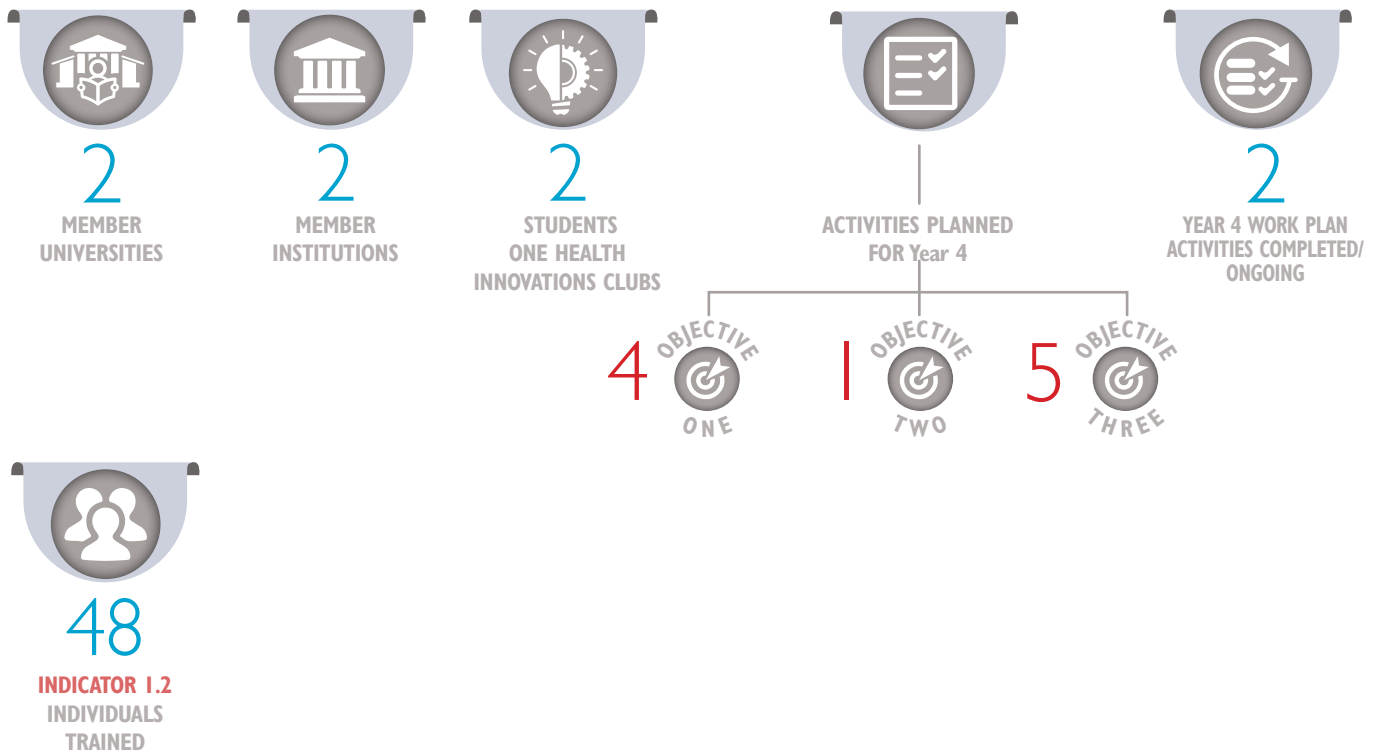 2
MEMBER
UNIVERSITIES
2
MEMBER
INSTITUTIONS
2
STUDENTS
ONE HEALTH
INNOVATIONS CLUBS
ACTIVITIES PLANNED
FOR Year 4
4
OBJECTIVE
ONE
1
OBJECTIVE
TWO
5
OBJECTIVE
THREE
2
YEAR 4 WORK PLAN
ACTIVITIES COMPLETED/
ONGOING
48
INDICATOR 1.2
INDIVIDUALS
TRAINED